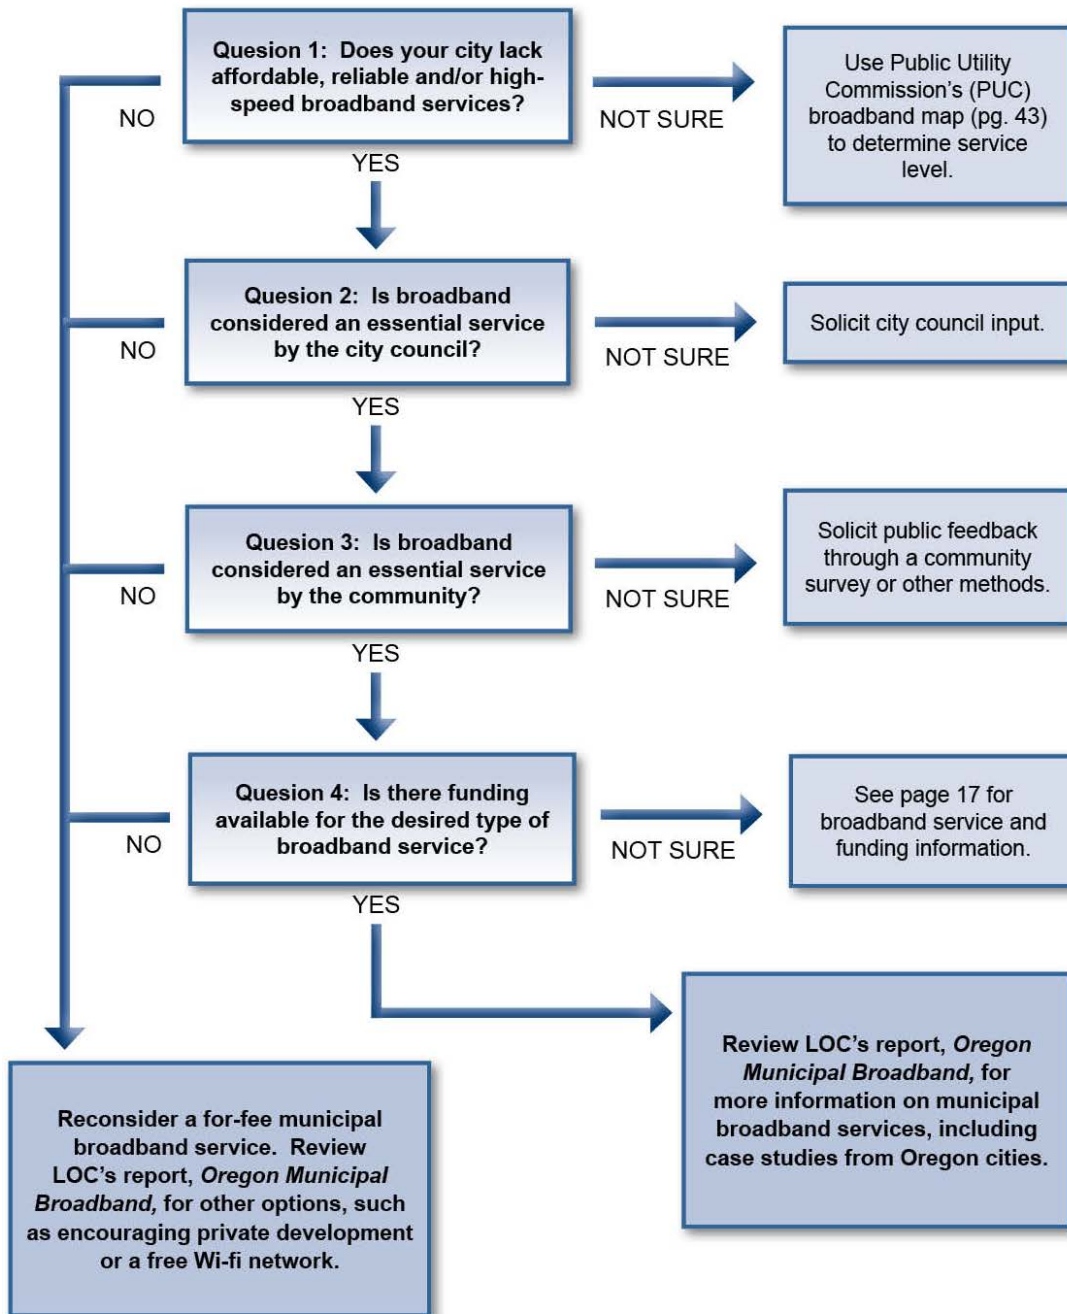 Quesion 1:  Does your city lack
affordable, reliable and/or high-
speed broadband services?
NO
NOT SURE
Use Public Utility
Commission's (PUC)
broadband map (pg. 43)
to determine service
level.
YES
Quesion 2:  Is broadband
considered an essential service
by the city council?
NO
NOT SURE
Solicit city council input.
YES
Quesion 3:  Is broadband
considered an essential service
by the community?
NO
NOT SURE
Solicit public feedback
through a community
survey or other methods.
YES
Quesion 4:  Is there funding
available for the desired type of
broadband service?
NO
NOT SURE
See page 17 for
broadband service and
funding information.
YES
Reconsider a for-fee municipal
broadband service.  Review
LOC's report, Oregon Municipal
Broadband, for other options, such
as encouraging private development
or a free Wi-fi network.
Review LOC's report, Oregon
Municipal Broadband, for
more information on municipal
broadband services, including
case studies from Oregon cities.